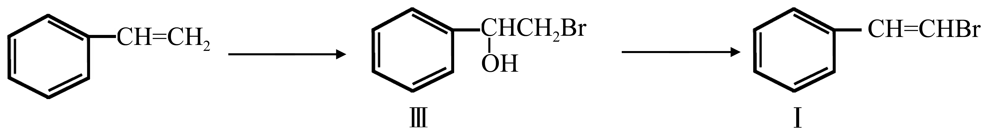 CH=CH₂
CHCH₂Br
OH
CH=CHBr
Ⅲ
Ⅰ